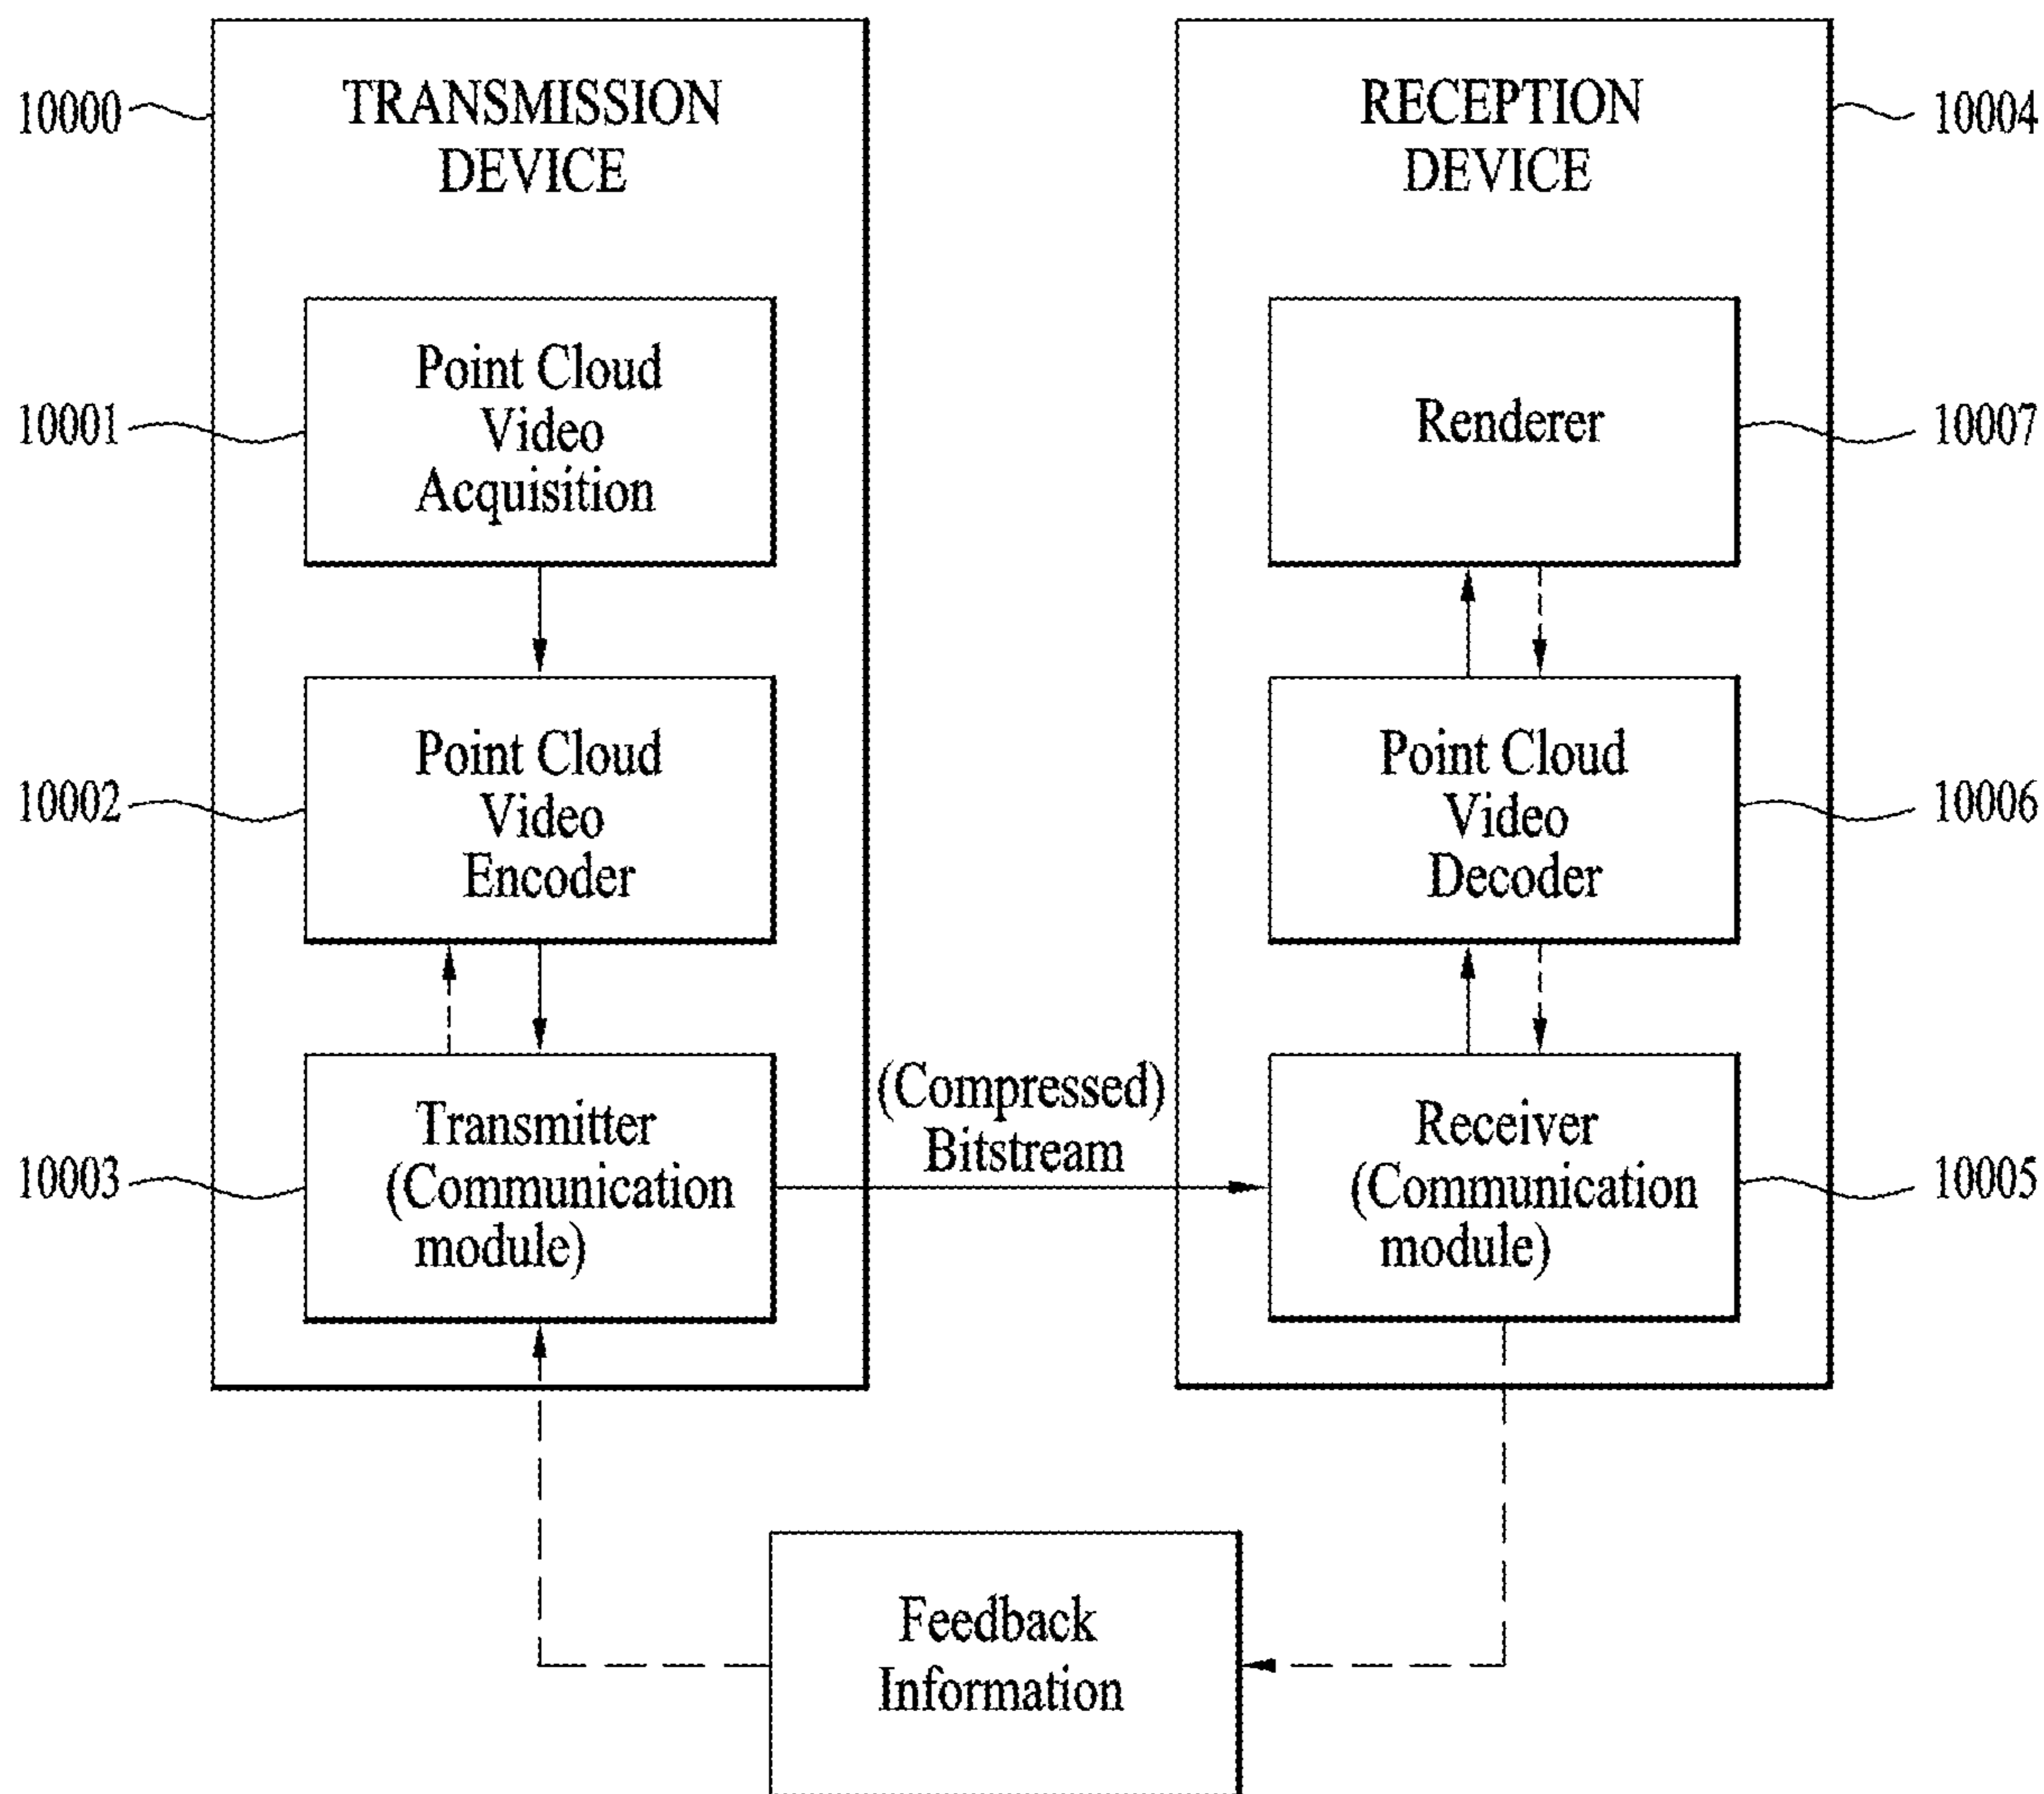 10000
TRANSMISSION
DEVICE
10001
Point Cloud
Video
Acquisition
10002
Point Cloud
Video
Encoder
10003
Transmitter
(Communication
module)
(Compressed)
Bitstream
RECEPTION
DEVICE
10004
Renderer
10007
Point Cloud
Video
Decoder
10006
Receiver
(Communication
module)
10005
Feedback
Information